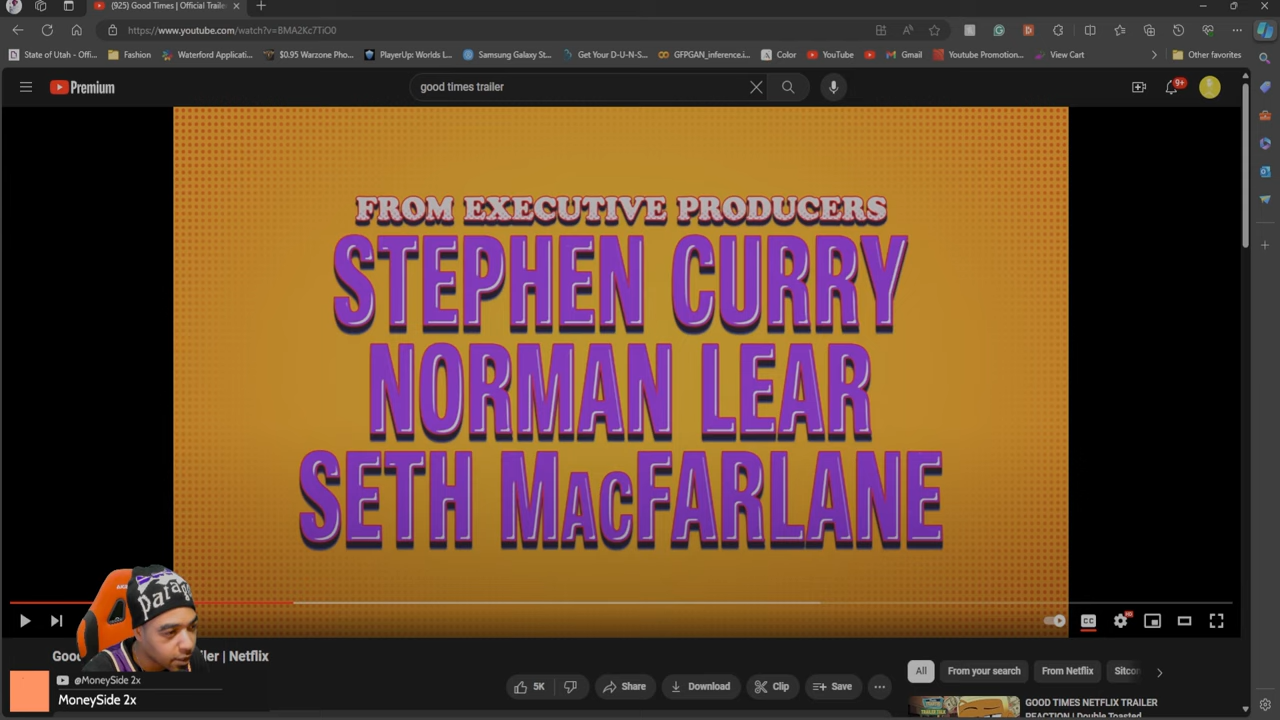 (925) Good Times | Official Traile
https://www.youtube.com/watch?v=BMA2Kc7TiO0
State of Utah - Offi...
Fashion
Waterford Applicat...
$0.95 Warzone Pho...
PlayerUp: Worlds L...
Samsung Galaxy St...
Get Your D-U-N-S...
GFPGAN_inference.i...
Color
YouTube
Gmail
Youtube Promotion...
View Cart
Other favorites
Premium
good times trailer
9+
FROM EXECUTIVE PRODUCERS
STEPHEN CURRY
NORMAN LEAR
SETH MACFARLANE
CC
HD
ler | Netflix
@MoneySide 2x
MoneySide 2x
5K
Share
Download
Clip
Save
All
From your search
From Netflix
Sitco
GOOD TIMES NETFLIX TRAILER
REACTION | Double Toasted